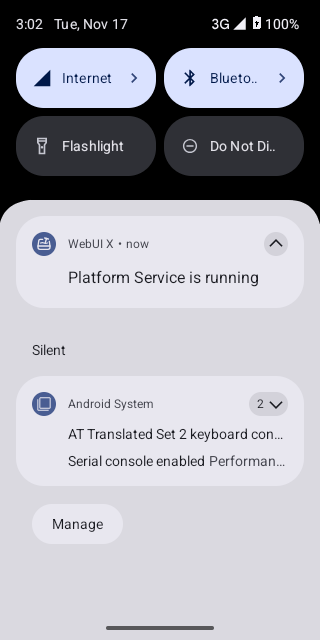 3:02 Tue, Nov 17 3G 100%
Internet Blueto..
Flashlight Do Not Di..
WebUI X • now
Platform Service is running
Silent
Android System 2
AT Translated Set 2 keyboard con…
Serial console enabled Performan…
Manage